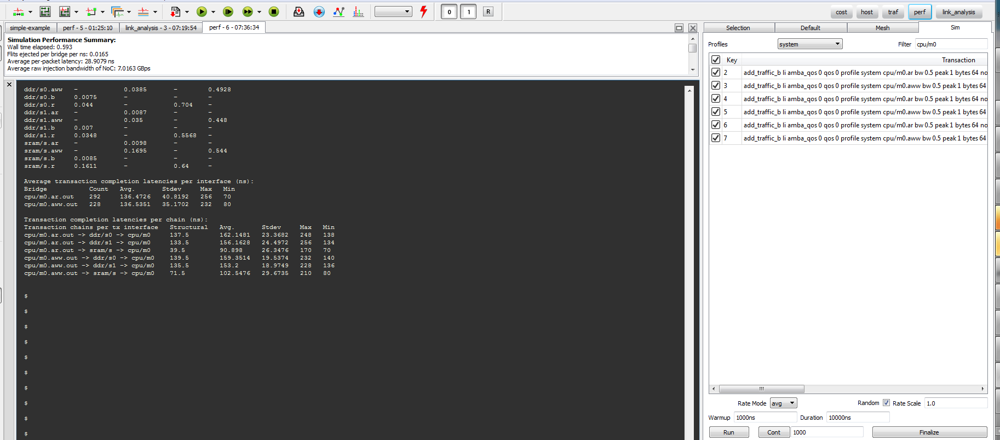 0 1 R cost host traf perf link_analysis
simple-example perf - 5 - 01:25:10 link_analysis - 3 - 07:19:54 perf - 6 - 07:36:34
Simulation Performance Summary:
Wall time elapsed: 0.593
Flits ejected per bridge per ns: 0.0165
Average per-packet latency: 28.9079 ns
Average raw injection bandwidth of NoC: 7.0163 GBps
ddr/s0.aww - 0.0385 - 0.4928
ddr/s0.b 0.0075 - - -
ddr/s0.r 0.044 - 0.704 -
ddr/s1.ar - 0.0087 - -
ddr/s1.aww - 0.035 - 0.448
ddr/s1.b 0.007 - - -
ddr/s1.r 0.0348 - 0.5568 -
sram/s.ar - 0.0098 - -
sram/s.aww - 0.1695 - 0.544
sram/s.b 0.0085 - - -
sram/s.r 0.1611 - 0.64 -
Average transaction completion latencies per interface (ns):
Bridge Count Avg. Stdev Max Min
cpu/m0.ar.out 292 136.4726 40.8192 256 70
cpu/m0.aww.out 228 136.5351 35.1702 232 80
Transaction completion latencies per chain (ns):
Transaction chains per tx interface Structural Avg. Stdev Max Min
cpu/m0.ar.out -> ddr/s0 -> cpu/m0 137.5 162.1481 23.3682 248 138
cpu/m0.ar.out -> ddr/s1 -> cpu/m0 133.5 156.1628 24.4972 256 134
cpu/m0.ar.out -> sram/s -> cpu/m0 39.5 90.898 26.3476 170 70
cpu/m0.aww.out -> ddr/s0 -> cpu/m0 139.5 159.3514 19.5374 232 140
cpu/m0.aww.out -> ddr/s1 -> cpu/m0 135.5 153.2 18.9749 228 136
cpu/m0.aww.out -> sram/s -> cpu/m0 71.5 102.5476 29.6735 210 80
$
$
$
$
$
$
$
$
$
$
Selection Default Mesh Sim
Profiles system Filter cpu/m0
Key Transaction
2 add_traffic_b li amba_qos 0 qos 0 profile system cpu/m0.ar bw 0.5 peak 1 bytes 64 no
3 add_traffic_b li amba_qos 0 qos 0 profile system cpu/m0.aww bw 0.5 peak 1 bytes 64
4 add_traffic_b li amba_qos 0 qos 0 profile system cpu/m0.ar bw 0.5 peak 1 bytes 64 no
5 add_traffic_b li amba_qos 0 qos 0 profile system cpu/m0.aww bw 0.5 peak 1 bytes 64
6 add_traffic_b li amba_qos 0 qos 0 profile system cpu/m0.ar bw 0.5 peak 1 bytes 64 no
7 add_traffic_b li amba_qos 0 qos 0 profile system cpu/m0.aww bw 0.5 peak 1 bytes 64
Rate Mode avg Random Rate Scale 1.0
Warmup 1000ns Duration 10000ns
Run Cont 1000 Finalize